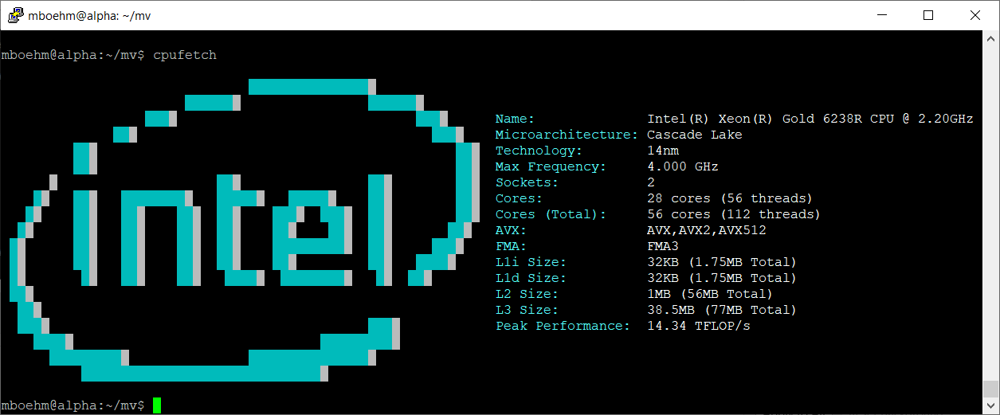 mboehm@alpha: ~/mv
mboehm@alpha:~/mv$ cpufetch
intel
Name: Intel(R) Xeon(R) Gold 6238R CPU @ 2.20GHz
Microarchitecture: Cascade Lake
Technology: 14nm
Max Frequency: 4.000 GHz
Sockets: 2
Cores: 28 cores (56 threads)
Cores (Total): 56 cores (112 threads)
AVX: AVX,AVX2,AVX512
FMA: FMA3
L1i Size: 32KB (1.75MB Total)
L1d Size: 32KB (1.75MB Total)
L2 Size: 1MB (56MB Total)
L3 Size: 38.5MB (77MB Total)
Peak Performance: 14.34 TFLOP/s
mboehm@alpha:~/mv$